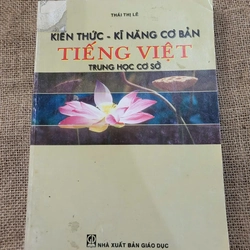 THÁI THỊ LÊ
KIẾN THỨC - KĨ NĂNG CƠ BẢN
TIẾNG VIỆT
TRUNG HỌC CƠ SỞ
NHÀ XUẤT BẢN GIÁO DỤC